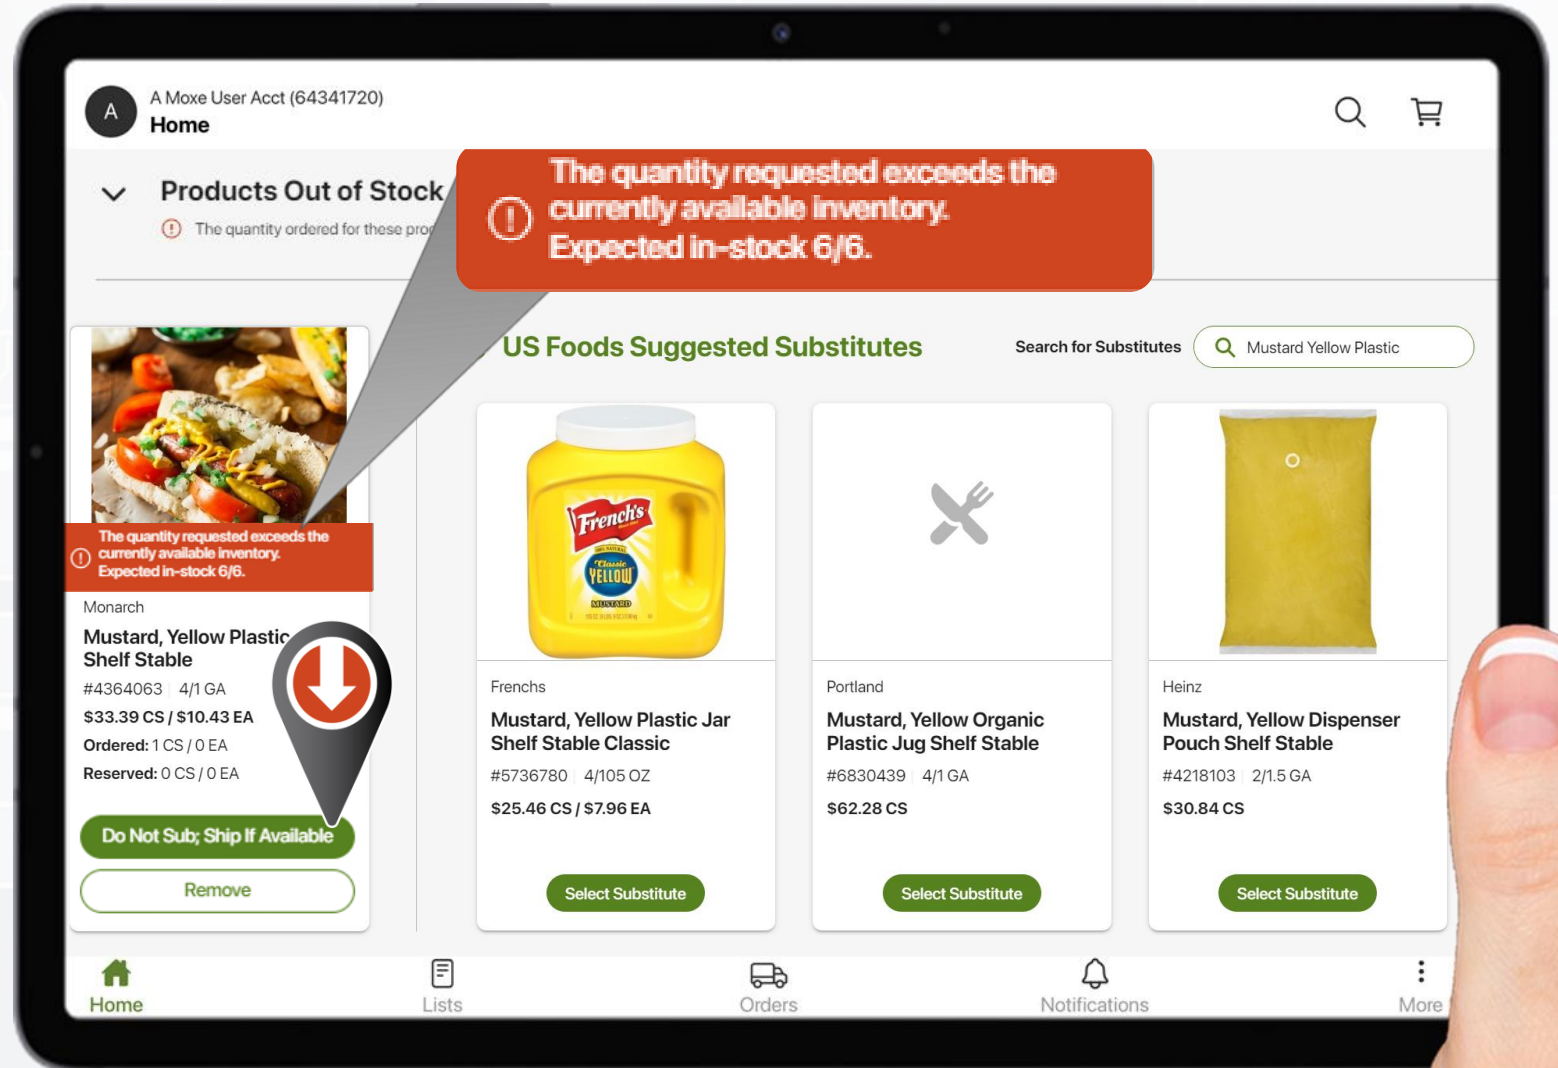 A
A Moxe User Acct (64341720)
Home
Products Out of Stock
The quantity ordered for these
The quantity requested exceeds the
currently available inventory.
Expected in-stock 6/6.
US Foods Suggested Substitutes
Search for Substitutes
Mustard Yellow Plastic
The quantity requested exceeds the
currently available inventory.
Expected in-stock 6/6.
Monarch
Mustard, Yellow Plastic
Shelf Stable
#4364063 | 4/1 GA
$33.39 CS / $10.43 EA
Ordered: 1 CS / 0 EA
Reserved: 0 CS / 0 EA
Do Not Sub; Ship If Available
Remove
French's
Classic
YELLOW
MUSTARD
Frenchs
Mustard, Yellow Plastic Jar
Shelf Stable Classic
#5736780 | 4/105 OZ
$25.46 CS / $7.96 EA
Select Substitute
Portland
Mustard, Yellow Organic
Plastic Jug Shelf Stable
#6830439 | 4/1 GA
$62.28 CS
Select Substitute
Heinz
Mustard, Yellow Dispenser
Pouch Shelf Stable
#4218103 | 2/1.5 GA
$30.84 CS
Select Substitute
Home
Lists
Orders
Notifications
More